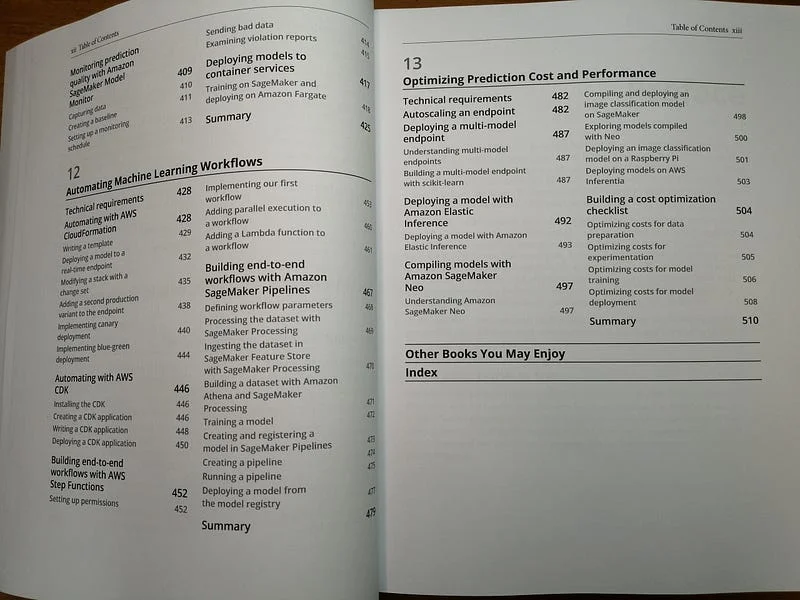 xii Table of Contents
Monitoring prediction
quality with Amazon
SageMaker Model
Monitor 409
Capturing data 410
Creating a baseline 411
Setting up a monitoring
schedule 413
Sending bad data 414
Examining violation reports 415
Deploying models to
container services 417
Training on SageMaker and
deploying on Amazon Fargate 418
Summary 425
12
Automating Machine Learning Workflows
Technical requirements 428
Automating with AWS
CloudFormation 428
Writing a template 429
Deploying a model to a
real-time endpoint 432
Modifying a stack with a
change set 435
Adding a second production
variant to the endpoint 438
Implementing canary
deployment 440
Implementing blue-green
deployment 444
Automating with AWS
CDK 446
Installing the CDK 446
Creating a CDK application 446
Writing a CDK application 448
Deploying a CDK application 450
Building end-to-end
workflows with AWS
Step Functions 452
Setting up permissions 452
Implementing our first
workflow 453
Adding parallel execution to
a workflow 460
Adding a Lambda function to
a workflow 461
Building end-to-end
workflows with Amazon
SageMaker Pipelines 467
Defining workflow parameters 468
Processing the dataset with
SageMaker Processing 469
Ingesting the dataset in
SageMaker Feature Store
with SageMaker Processing 470
Building a dataset with Amazon
Athena and SageMaker
Processing 471
Training a model 472
Creating and registering a
model in SageMaker Pipelines 473
Creating a pipeline 474
Running a pipeline 475
Deploying a model from
the model registry 477
Summary 479
Table of Contents xiii
13
Optimizing Prediction Cost and Performance
Technical requirements 482
Autoscaling an endpoint 482
Deploying a multi-model
endpoint 487
Understanding multi-model
endpoints 487
Building a multi-model endpoint
with scikit-learn 487
Deploying a model with
Amazon Elastic
Inference 492
Deploying a model with Amazon
Elastic Inference 493
Compiling models with
Amazon SageMaker
Neo 497
Understanding Amazon
SageMaker Neo 497
Compiling and deploying an
image classification model
on SageMaker 498
Exploring models compiled
with Neo 500
Deploying an image classification
model on a Raspberry Pi 501
Deploying models on AWS
Inferentia 503
Building a cost optimization
checklist 504
Optimizing costs for data
preparation 504
Optimizing costs for
experimentation 505
Optimizing costs for model
training 506
Optimizing costs for model
deployment 508
Summary 510
Other Books You May Enjoy
Index